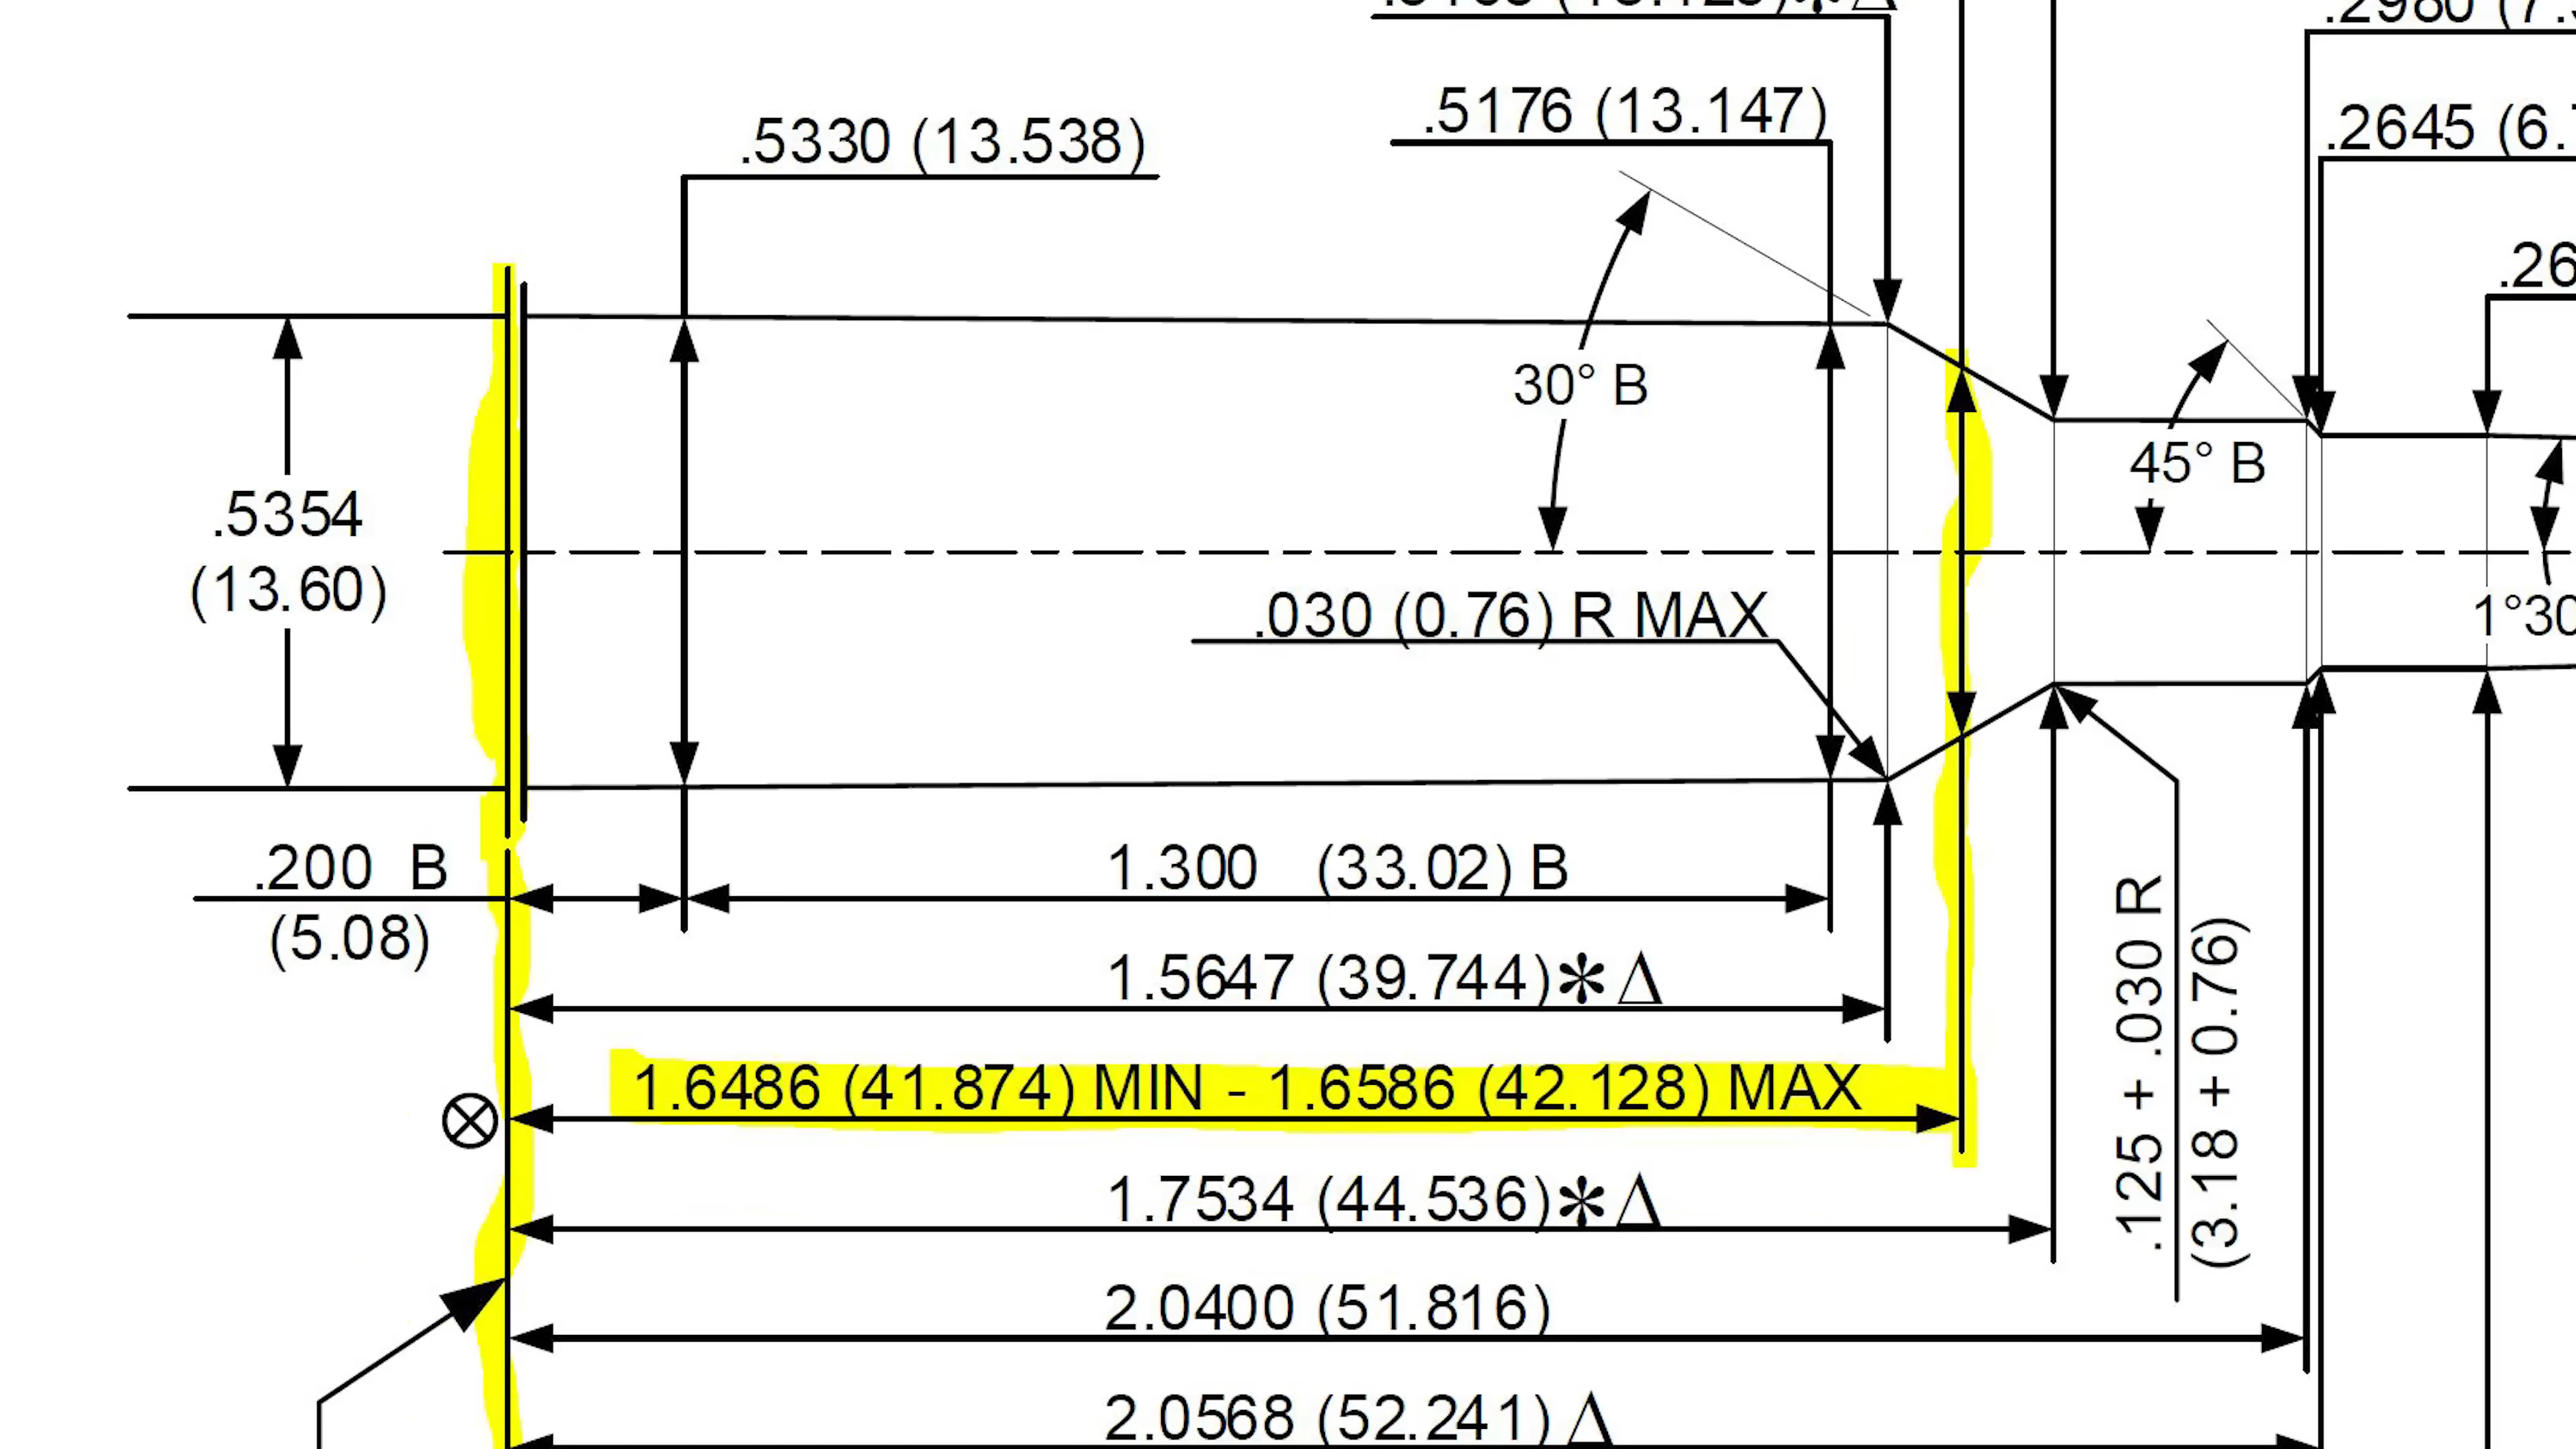 .2980 (7.
.5176 (13.147)
.5330 (13.538)
.2645 (6.
.26
30° B
45° B
.5354
(13.60)
.030 (0.76) R MAX
1°30
.200 B
(5.08)
1.300 (33.02) B
1.5647 (39.744)✻Δ
1.6486 (41.874) MIN - 1.6586 (42.128) MAX
.125 + .030 R
(3.18 + 0.76)
1.7534 (44.536)✻Δ
2.0400 (51.816)
2.0568 (52.241) Δ